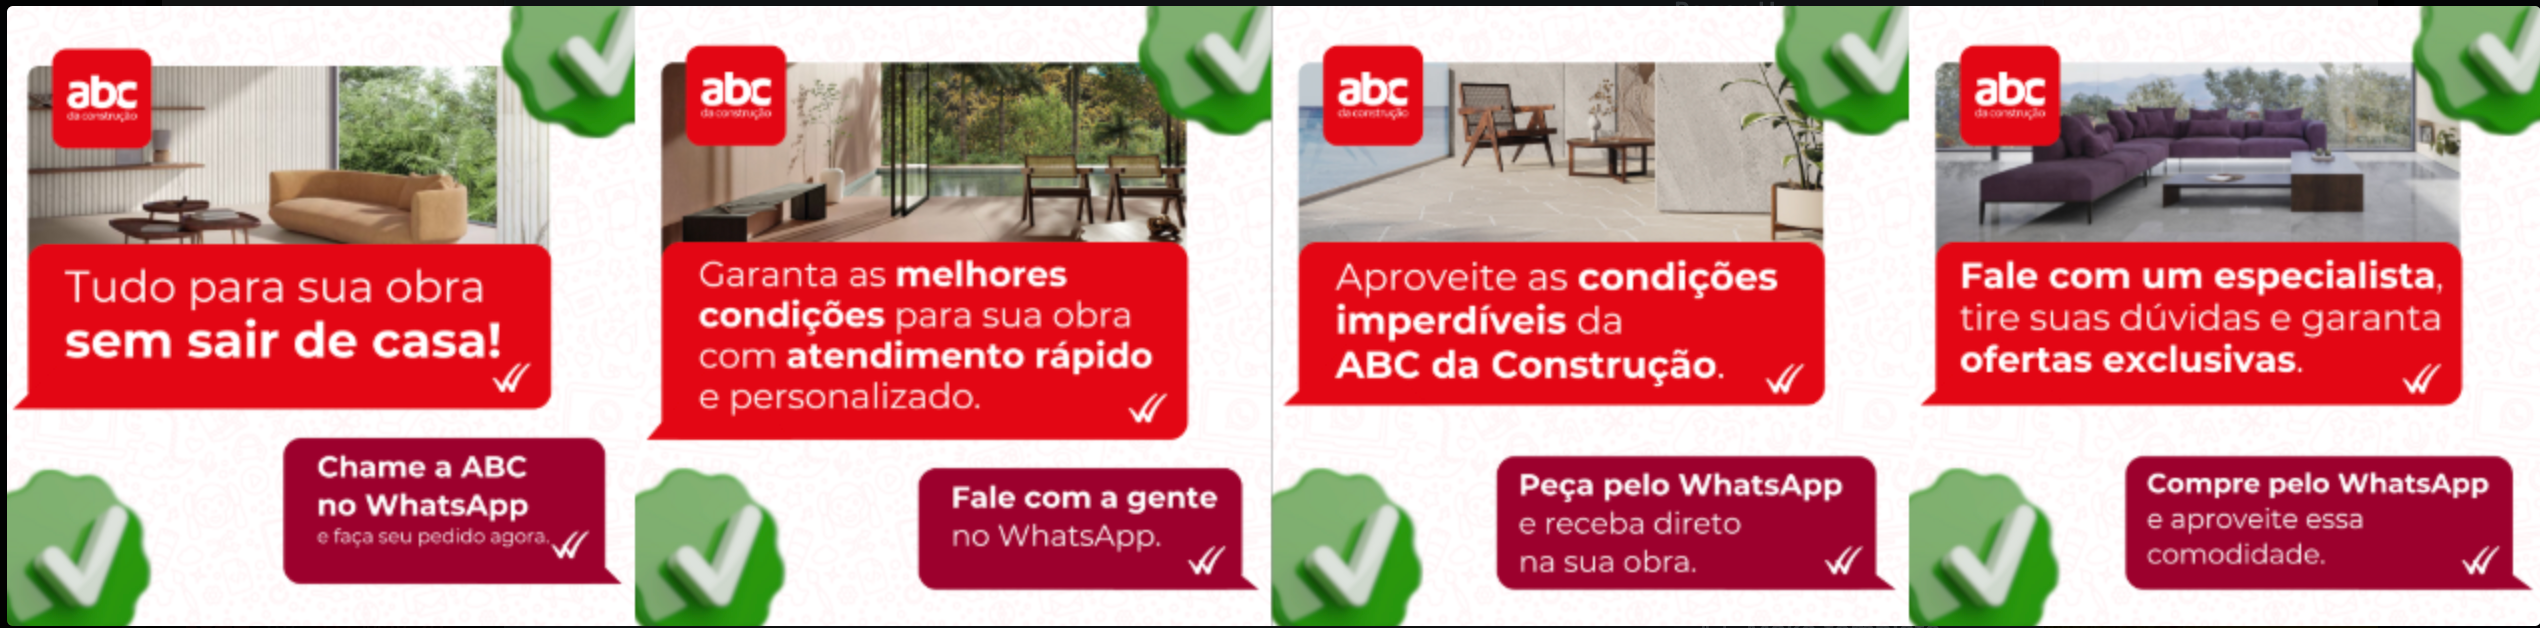 abc
da construção
Tudo para sua obra
sem sair de casa!
Chame a ABC
no WhatsApp
e faça seu pedido agora.
abc
da construção
Garanta as melhores
condições para sua obra
com atendimento rápido
e personalizado.
Fale com a gente
no WhatsApp.
abc
da construção
Aproveite as condições
imperdíveis da
ABC da Construção.
Peça pelo WhatsApp
e receba direto
na sua obra.
abc
da construção
Fale com um especialista,
tire suas dúvidas e garanta
ofertas exclusivas.
Compre pelo WhatsApp
e aproveite essa
comodidade.